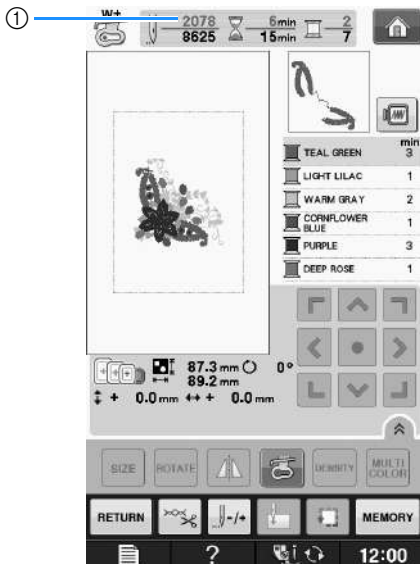 ①
W+
2078 6min 2
8625 15min 7
min
TEAL GREEN 3
LIGHT LILAC 1
WARM GRAY 2
CORNFLOWER
BLUE 1
PURPLE 3
DEEP ROSE 1
87.3 mm 0°
89.2 mm
+ 0.0 mm + 0.0 mm
SIZE ROTATE DENSITY MULTI
COLOR
RETURN -/+ MEMORY
? 12:00